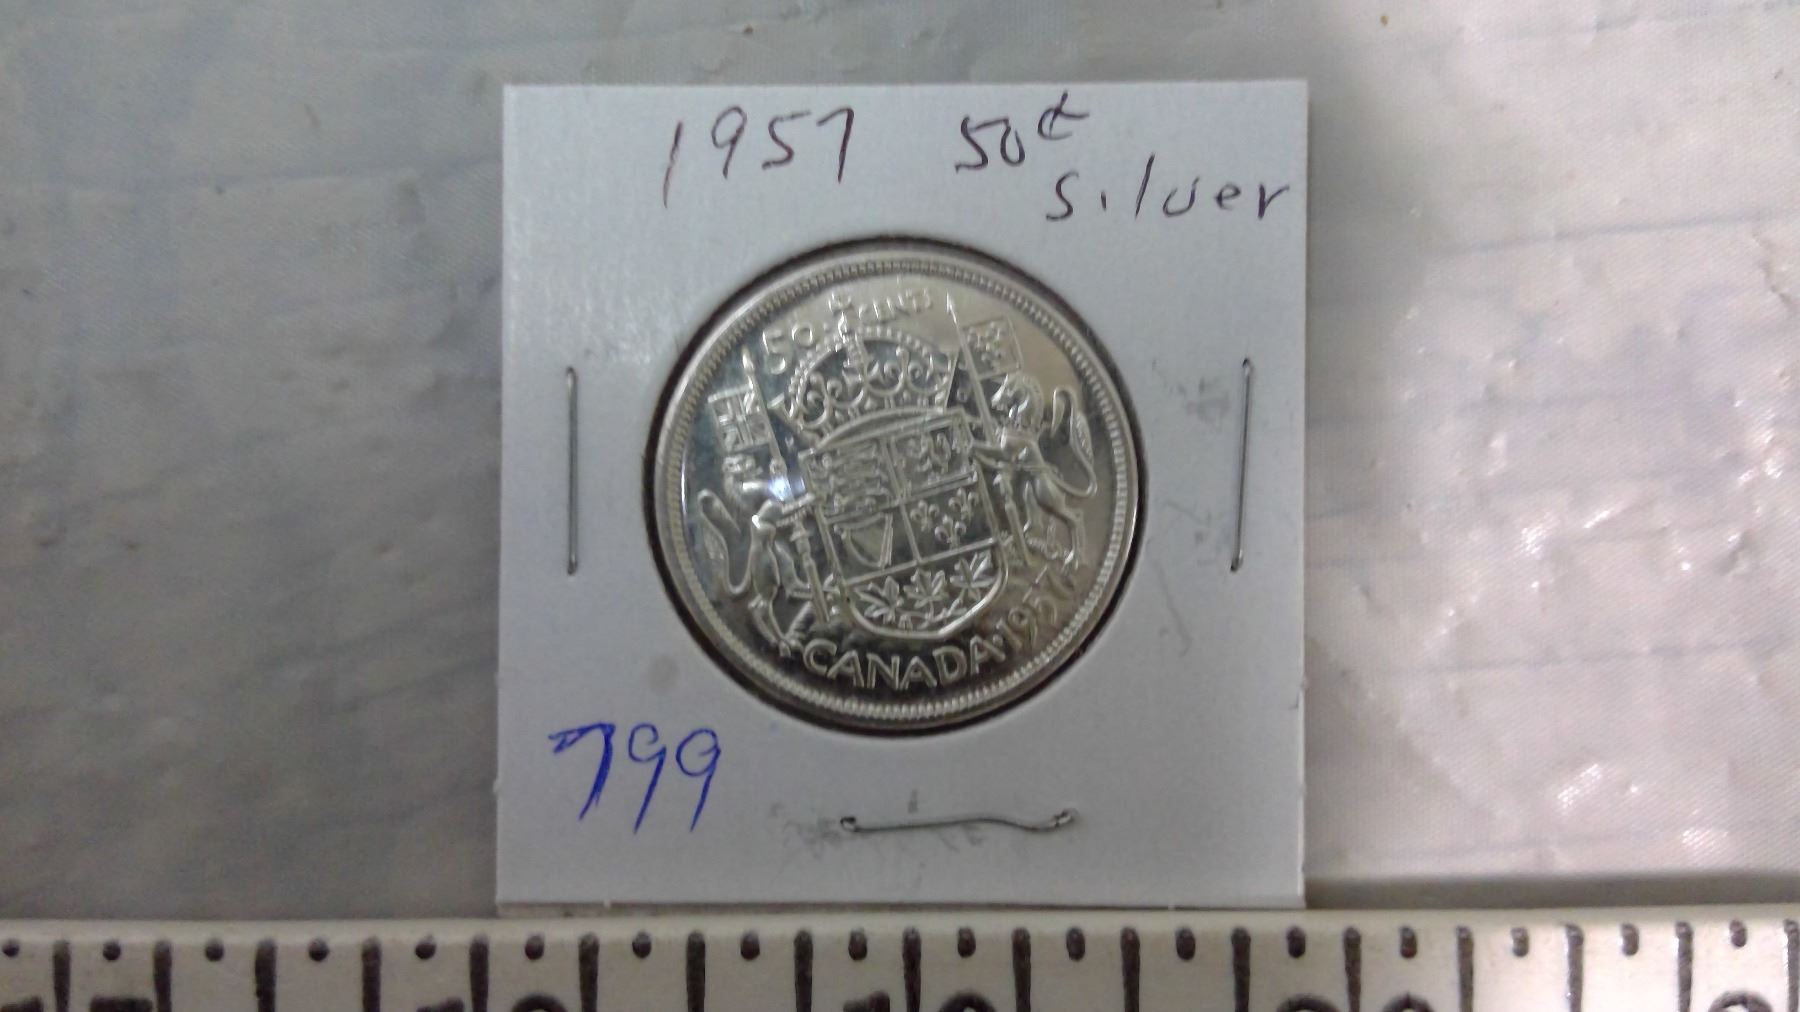 1957 50¢
Silver
50 CENTS
CANADA·1957
799